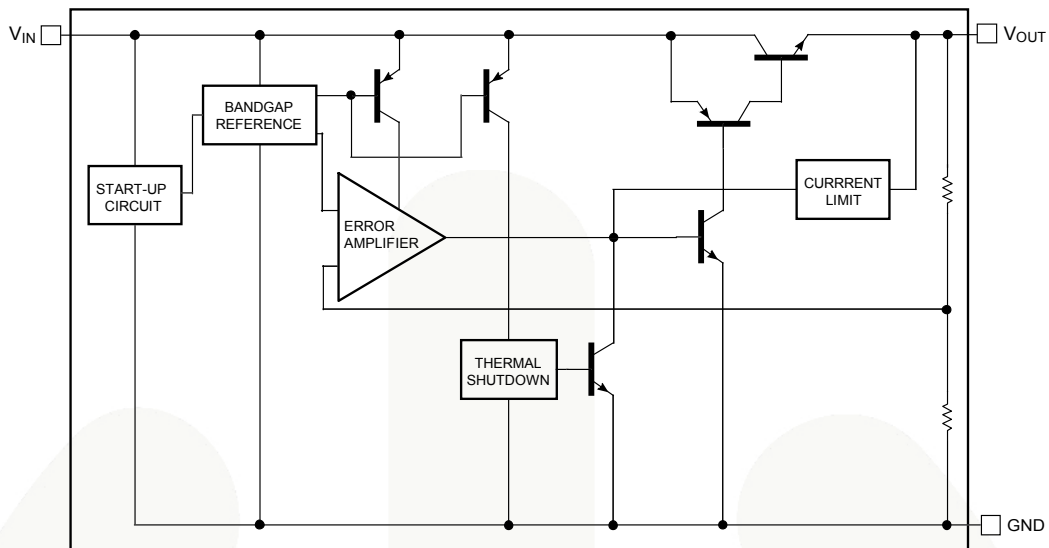 VIN
VOUT
BANDGAP
REFERENCE
START-UP
CIRCUIT
CURRRENT
LIMIT
ERROR
AMPLIFIER
THERMAL
SHUTDOWN
GND